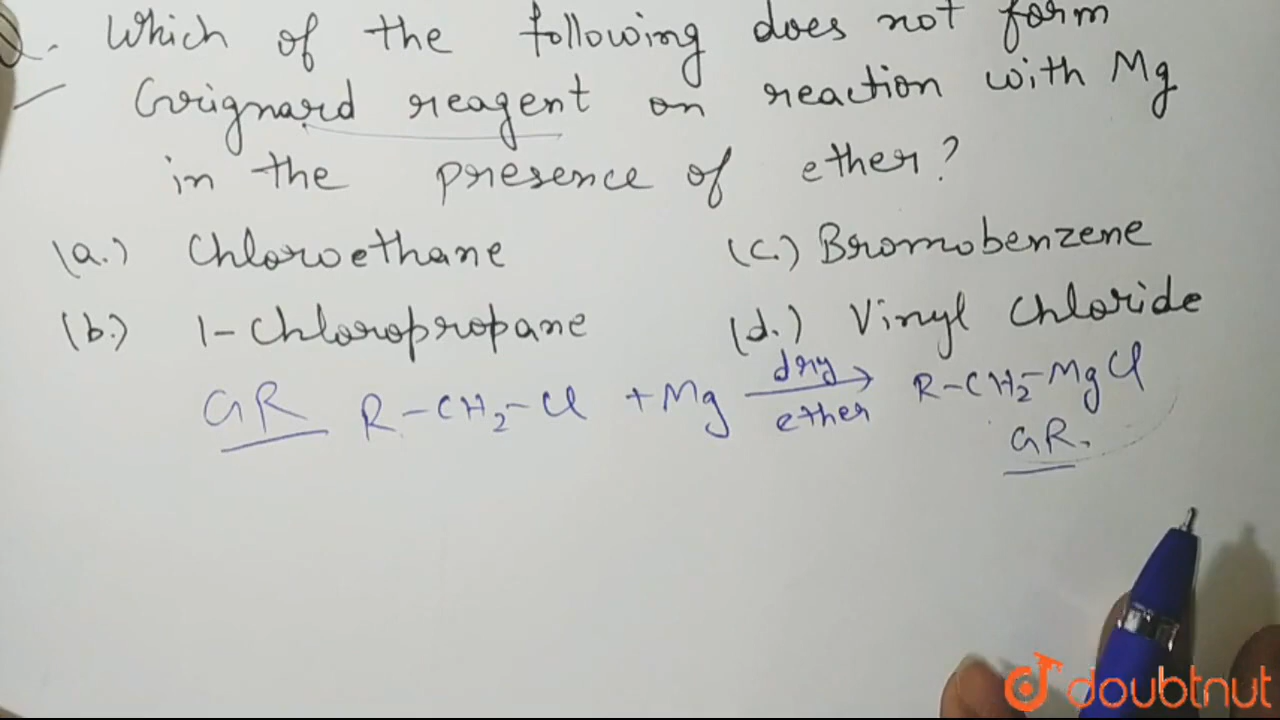 Q. Which of the following does not form
Grignard reagent on reaction with Mg
in the presence of ether?
(a.) Chloroethane (c.) Bromobenzene
(b.) 1-Chloropropane (d.) Vinyl Chloride
GR R-CH2-Cl + Mg dry ether → R-CH2-MgCl
GR.
doubtnut